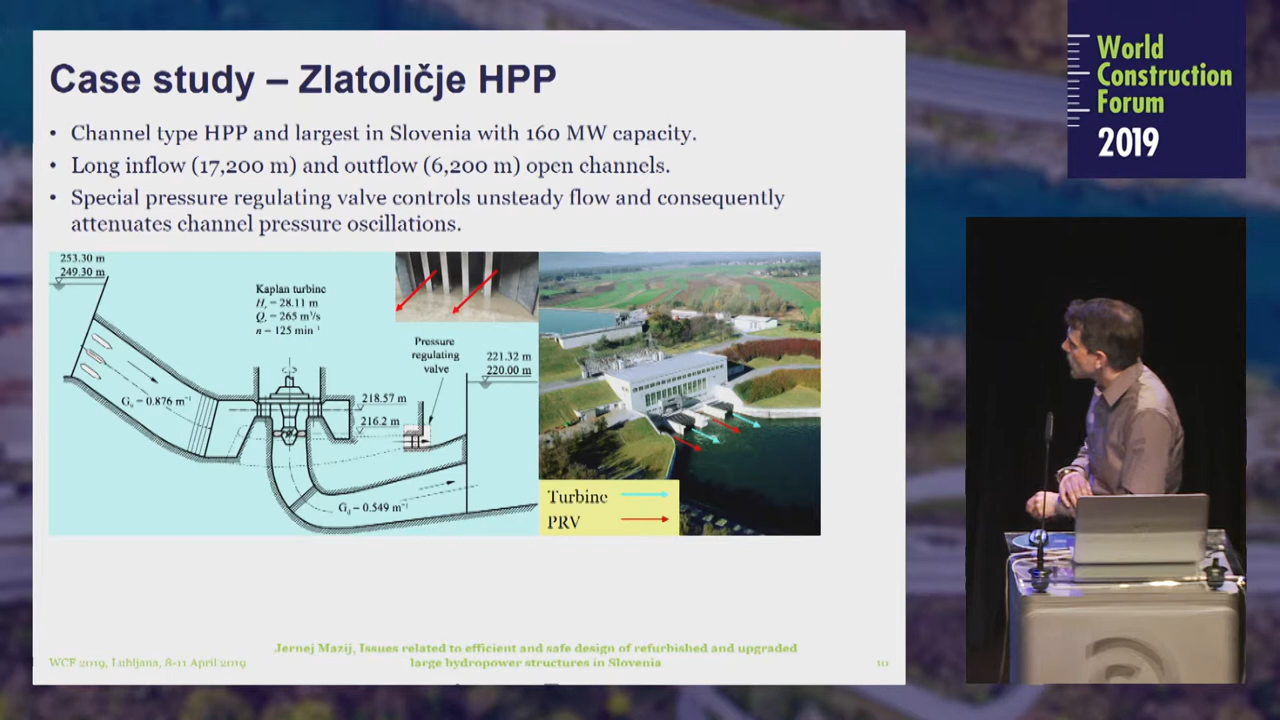 World
Construction
Forum
2019
Case study – Zlatoličje HPP
• Channel type HPP and largest in Slovenia with 160 MW capacity.
• Long inflow (17,200 m) and outflow (6,200 m) open channels.
• Special pressure regulating valve controls unsteady flow and consequently
attenuates channel pressure oscillations.
253.30 m
249.30 m
Kaplan turbine
Hr = 28.11 m
Q = 265 m³/s
n = 125 min⁻¹
Pressure
regulating
valve
221.32 m
220.00 m
218.57 m
216.2 m
= 0.876 m⁻¹
= 0.549 m⁻¹
Turbine
PRV
WCF 2019, Lubljana, 8-11 April 2019
Jernej Mazij, Issues related to efficient and safe design of refurbished and upgraded
large hydropower structures in Slovenia
10